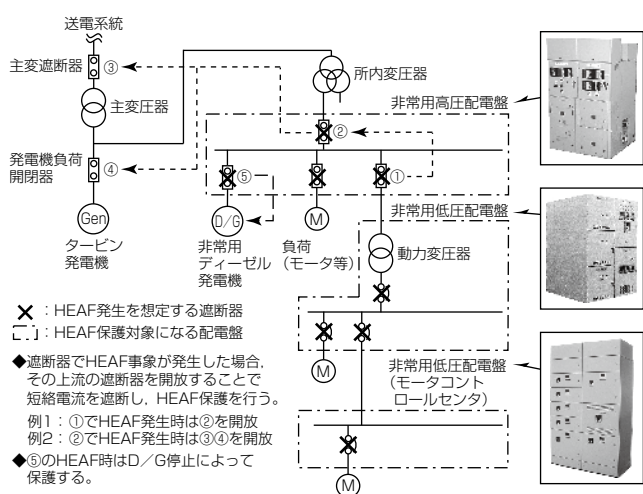 送電系統
主変遮断器
③
主変圧器
所内変圧器
非常用高圧配電盤
②
発電機負荷
開閉器
④
⑤
①
Gen
タービン
発電機
D/G
非常用
ディーゼル
発電機
M
負荷
(モータ等)
非常用低圧配電盤
動力変圧器
M
非常用低圧配電盤
(モータコント
ロールセンタ)
M
:HEAF発生を想定する遮断器
:HEAF保護対象になる配電盤
◆遮断器でHEAF事象が発生した場合,
その上流の遮断器を開放することで
短絡電流を遮断し,HEAF保護を行う。
例1:①でHEAF発生時は②を開放
例2:②でHEAF発生時は③④を開放
◆⑤のHEAF時はD/G停止によって
保護する。